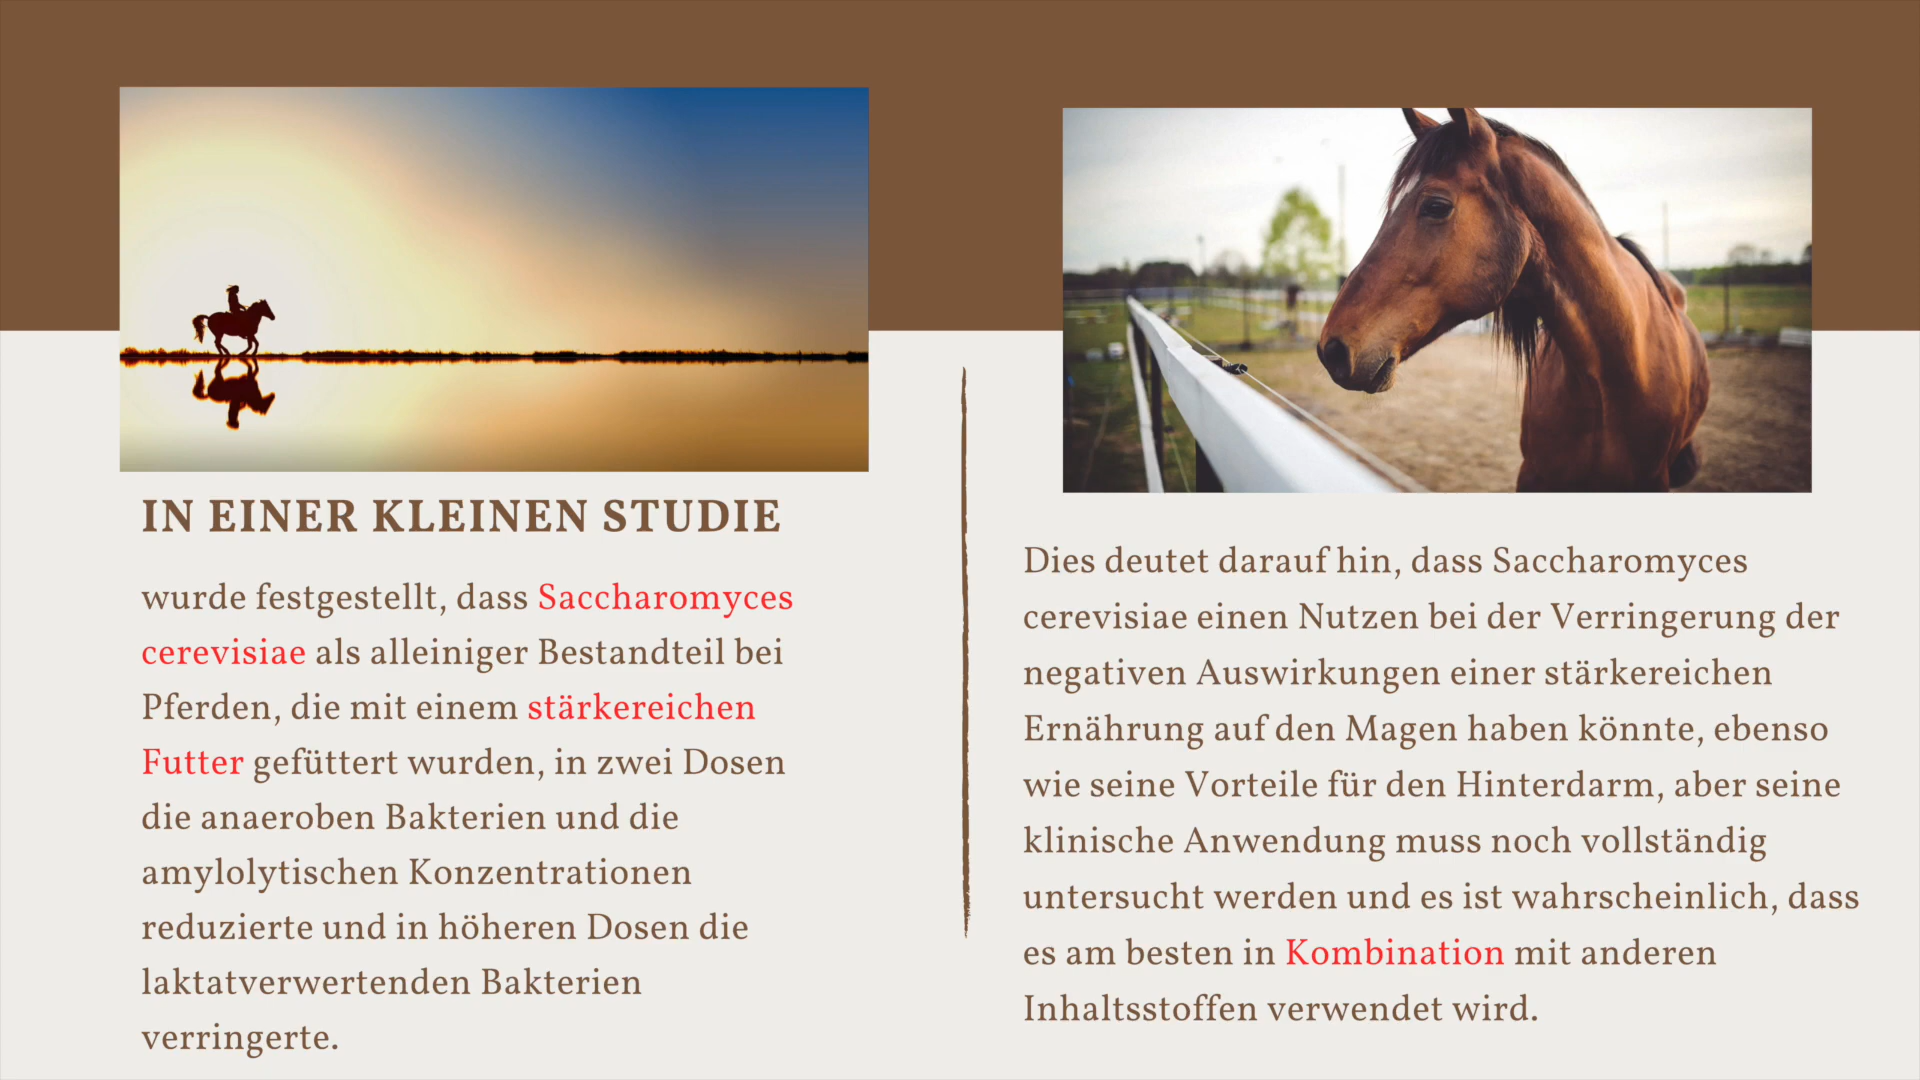 IN EINER KLEINEN STUDIE
wurde festgestellt, dass Saccharomyces
cerevisiae als alleiniger Bestandteil bei
Pferden, die mit einem stärkereichen
Futter gefüttert wurden, in zwei Dosen
die anaeroben Bakterien und die
amylolytischen Konzentrationen
reduzierte und in höheren Dosen die
laktatverwertenden Bakterien
verringerte.
Dies deutet darauf hin, dass Saccharomyces
cerevisiae einen Nutzen bei der Verringerung der
negativen Auswirkungen einer stärkereichen
Ernährung auf den Magen haben könnte, ebenso
wie seine Vorteile für den Hinterdarm, aber seine
klinische Anwendung muss noch vollständig
untersucht werden und es ist wahrscheinlich, dass
es am besten in Kombination mit anderen
Inhaltsstoffen verwendet wird.